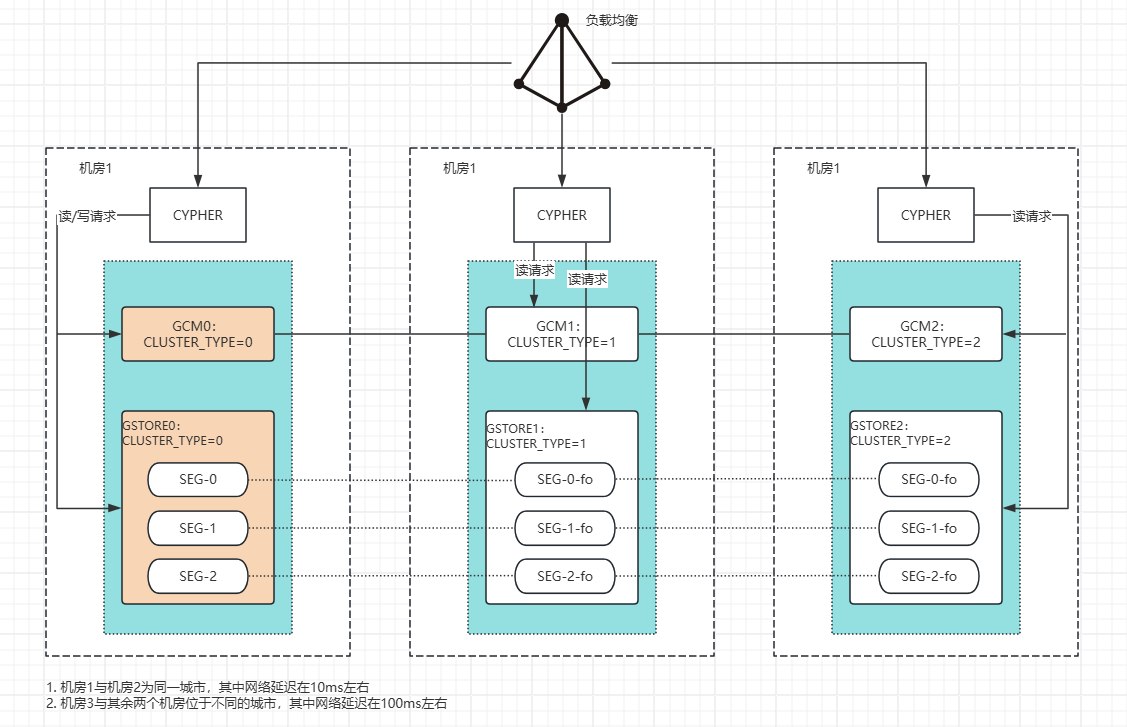 负载均衡
机房1
机房1
机房1
CYPHER
CYPHER
CYPHER
读/写请求
读请求
读请求
读请求
GCM0:
CLUSTER_TYPE=0
GCM1:
CLUSTER_TYPE=1
GCM2:
CLUSTER_TYPE=2
GSTORE0:
CLUSTER_TYPE=0
SEG-0
SEG-1
SEG-2
GSTORE1:
CLUSTER_TYPE=1
SEG-0-fo
SEG-1-fo
SEG-2-fo
GSTORE2:
CLUSTER_TYPE=2
SEG-0-fo
SEG-1-fo
SEG-2-fo
1. 机房1与机房2为同一城市，其中网络延迟在10ms左右
2. 机房3与其余两个机房位于不同的城市，其中网络延迟在100ms左右